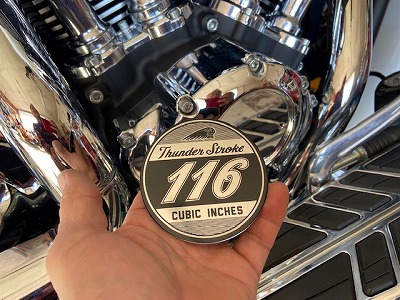 Thunder Stroke
116
CUBIC INCHES